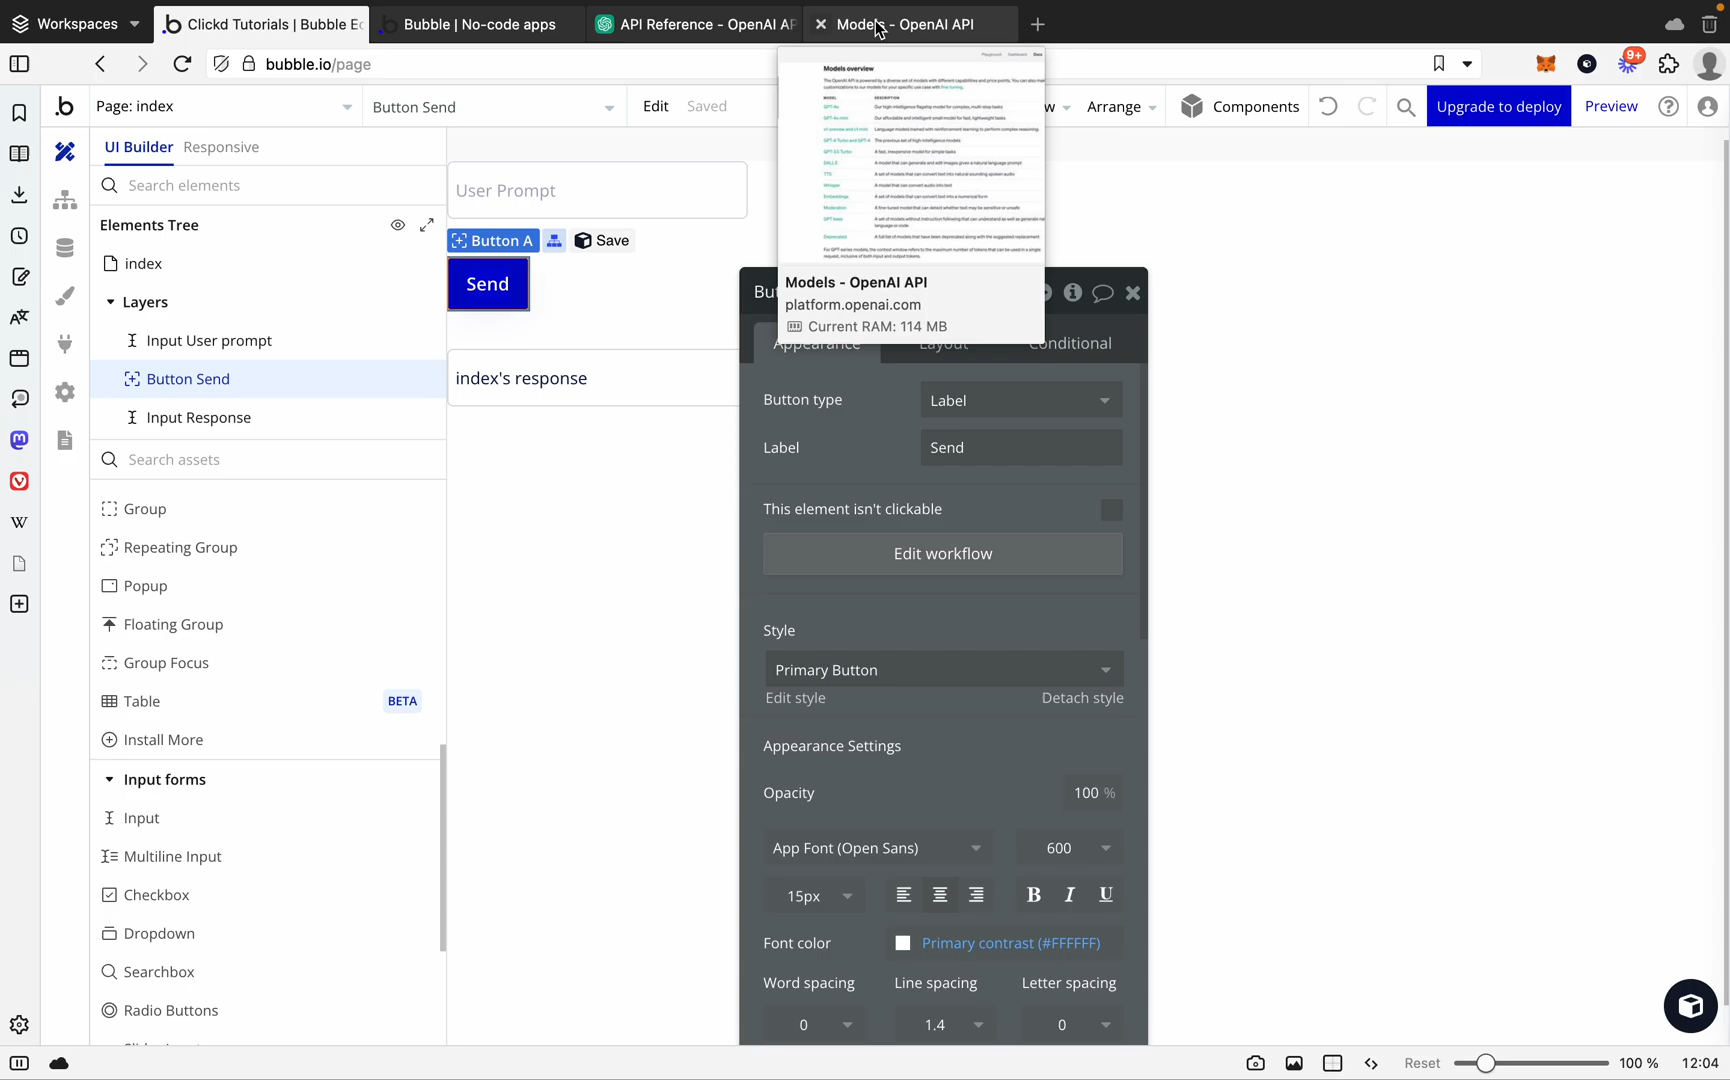 Workspaces
Clickd Tutorials | Bubble Ec
Bubble | No-code apps
API Reference - OpenAI AP
Models - OpenAI API
bubble.io/page
9+
Page: index
Button Send
Edit
Saved
Arrange
Components
Upgrade to deploy
Preview
UI Builder
Responsive
Search elements
Elements Tree
index
Layers
Input User prompt
Button Send
Input Response
Search assets
Group
Repeating Group
Popup
Floating Group
Group Focus
Table
BETA
Install More
Input forms
Input
Multiline Input
Checkbox
Dropdown
Searchbox
Radio Buttons
User Prompt
Button A
Save
Send
index's response
Models overview
Models - OpenAI API
platform.openai.com
Current RAM: 114 MB
Appearance
Layout
Conditional
Button type
Label
Label
Send
This element isn't clickable
Edit workflow
Style
Primary Button
Edit style
Detach style
Appearance Settings
Opacity
100 %
App Font (Open Sans)
600
15px
B I U
Font color
Primary contrast (#FFFFFF)
Word spacing
Line spacing
Letter spacing
0
1.4
0
Reset
100 %
12:04